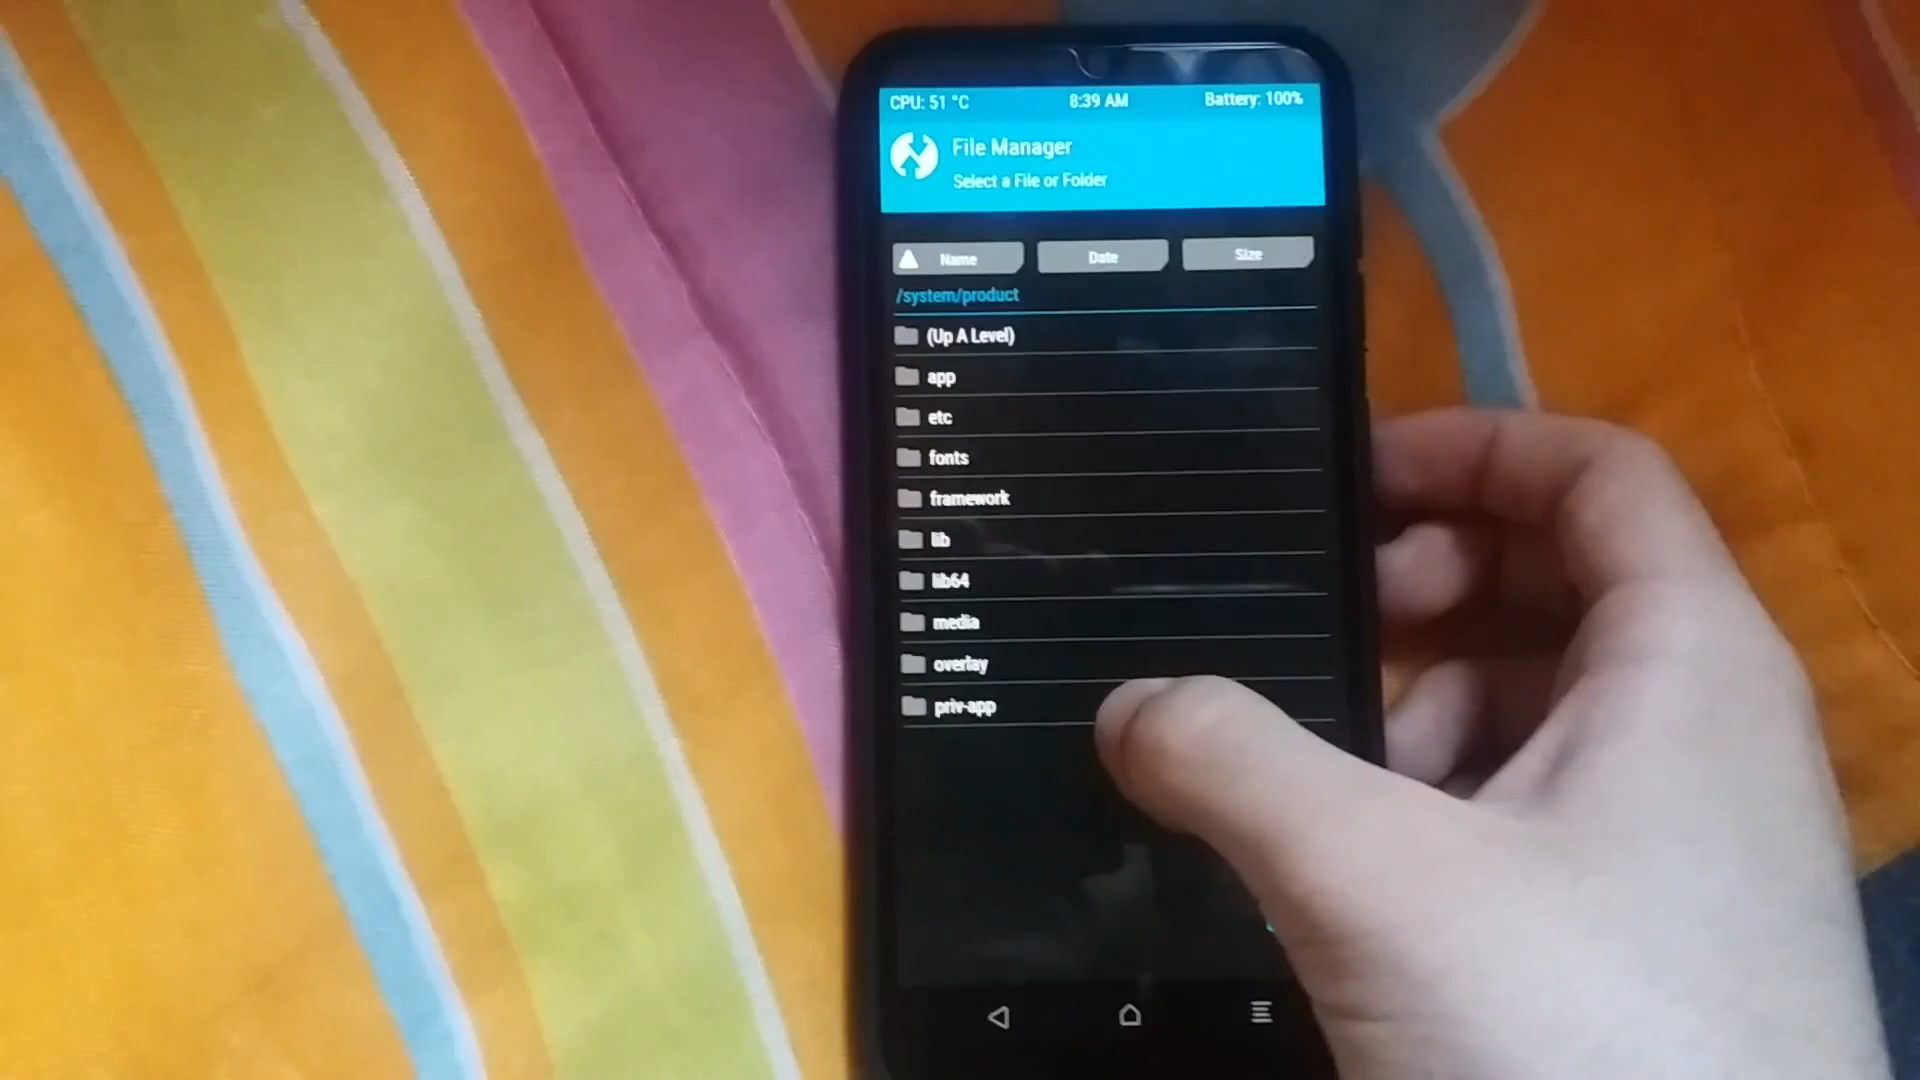 CPU: 51 °C 8:39 AM Battery: 100%
File Manager
Select a File or Folder
Name Date Size
/system/product
(Up A Level)
app
etc
fonts
framework
lib
lib64
media
overlay
priv-app